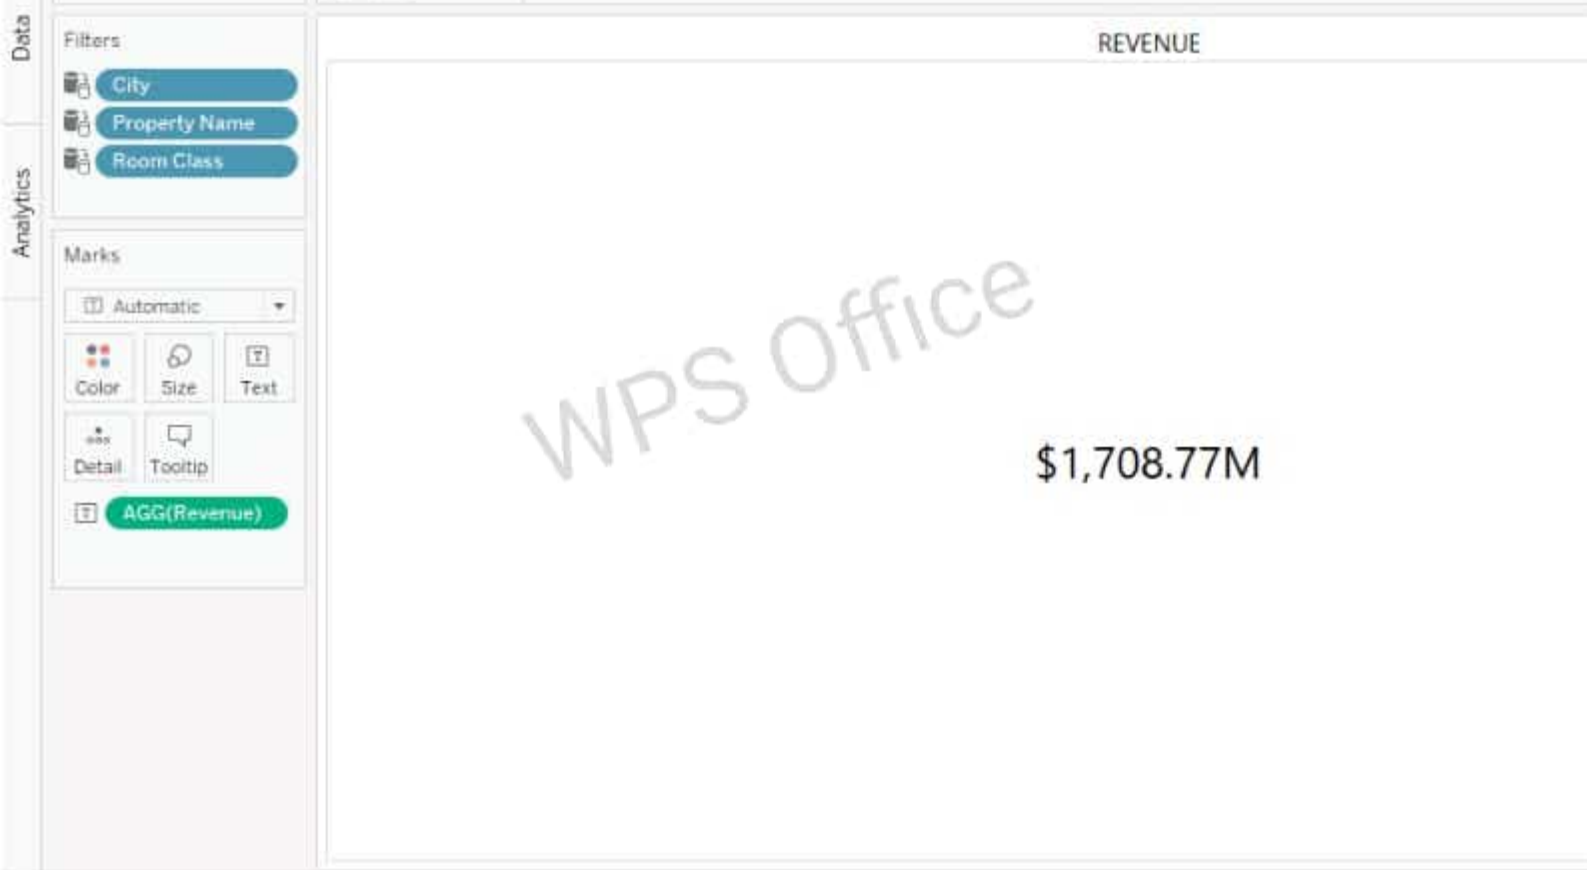 Data
Analytics
Filters
City
Property Name
Room Class
Marks
Automatic
Color
Size
Text
Detail
Tooltip
AGG(Revenue)
REVENUE
WPS Office
$1,708.77M